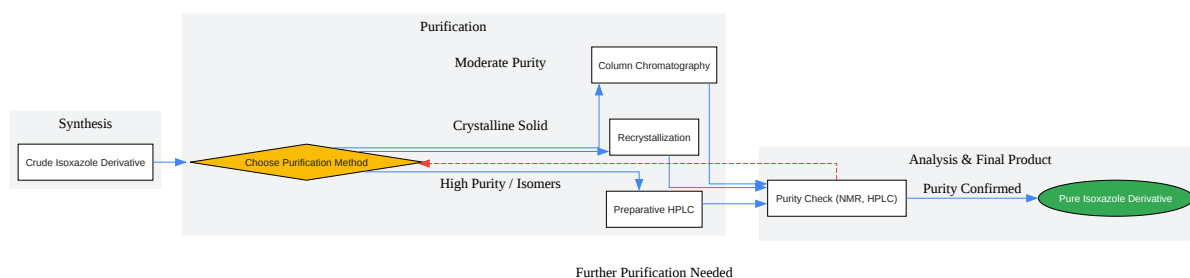 Purification
Moderate Purity
Column Chromatography
Synthesis
Crude Isoxazole Derivative
Choose Purification Method
Crystalline Solid
Recrystallization
High Purity / Isomers
Preparative HPLC
Analysis & Final Product
Purity Check (NMR, HPLC)
Purity Confirmed
Pure Isoxazole Derivative
Further Purification Needed